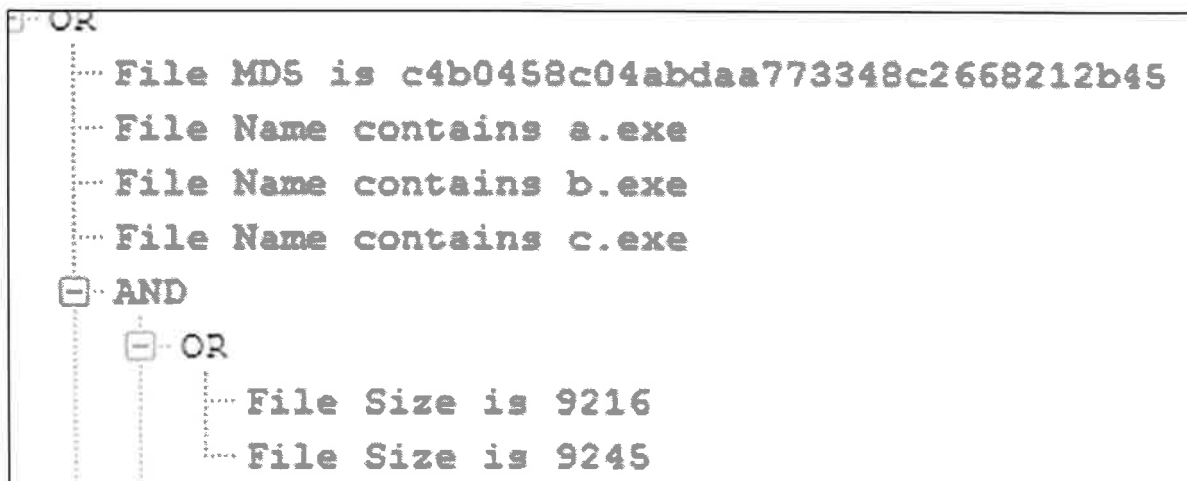 OR
File MD5 is c4b0458c04abdaa773348c2668212b45
File Name contains a.exe
File Name contains b.exe
File Name contains c.exe
AND
OR
File Size is 9216
File Size is 9245